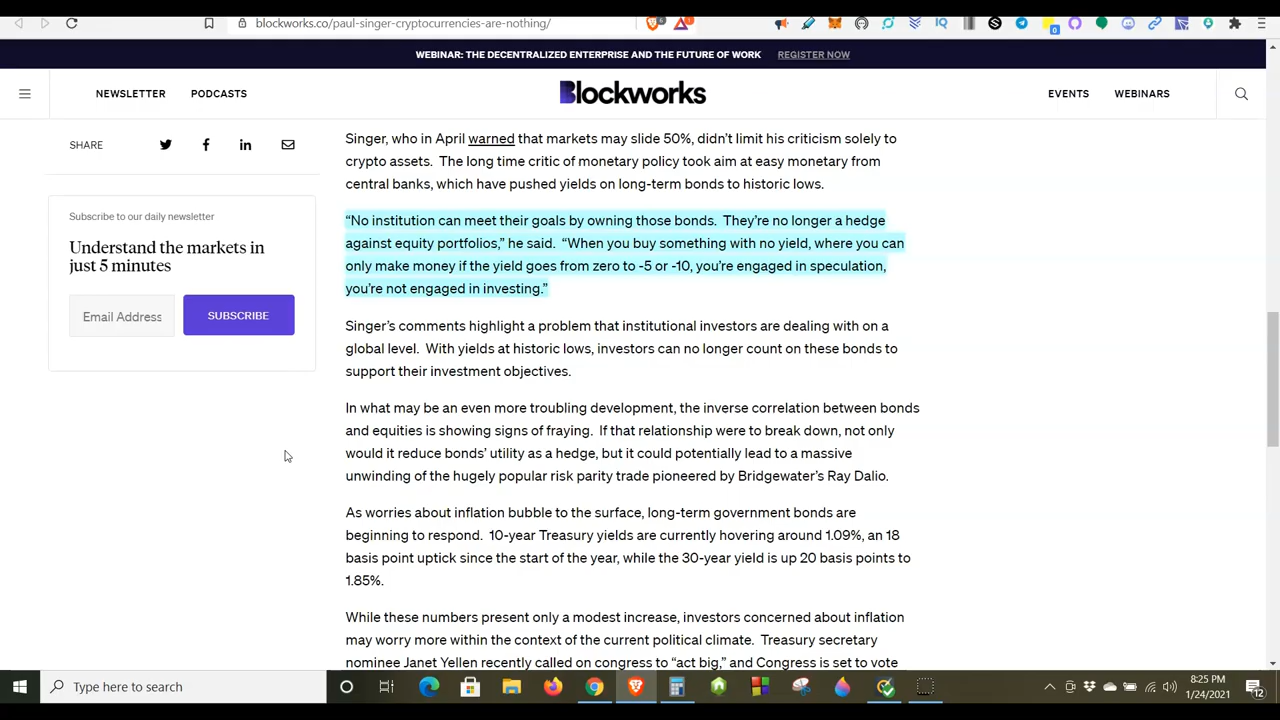 blockworks.co/paul-singer-cryptocurrencies-are-nothing/
WEBINAR: THE DECENTRALIZED ENTERPRISE AND THE FUTURE OF WORK REGISTER NOW
NEWSLETTER PODCASTS
Blockworks
EVENTS WEBINARS
SHARE
Subscribe to our daily newsletter
Understand the markets in
just 5 minutes
Email Address
SUBSCRIBE
Singer, who in April warned that markets may slide 50%, didn’t limit his criticism solely to
crypto assets. The long time critic of monetary policy took aim at easy monetary from
central banks, which have pushed yields on long-term bonds to historic lows.
“No institution can meet their goals by owning those bonds. They’re no longer a hedge
against equity portfolios,” he said. “When you buy something with no yield, where you can
only make money if the yield goes from zero to -5 or -10, you’re engaged in speculation,
you’re not engaged in investing.”
Singer’s comments highlight a problem that institutional investors are dealing with on a
global level. With yields at historic lows, investors can no longer count on these bonds to
support their investment objectives.
In what may be an even more troubling development, the inverse correlation between bonds
and equities is showing signs of fraying. If that relationship were to break down, not only
would it reduce bonds’ utility as a hedge, but it could potentially lead to a massive
unwinding of the hugely popular risk parity trade pioneered by Bridgewater’s Ray Dalio.
As worries about inflation bubble to the surface, long-term government bonds are
beginning to respond. 10-year Treasury yields are currently hovering around 1.09%, an 18
basis point uptick since the start of the year, while the 30-year yield is up 20 basis points to
1.85%.
While these numbers present only a modest increase, investors concerned about inflation
may worry more within the context of the current political climate. Treasury secretary
nominee Janet Yellen recently called on congress to “act big,” and Congress is set to vote
Type here to search
8:25 PM
1/24/2021
12